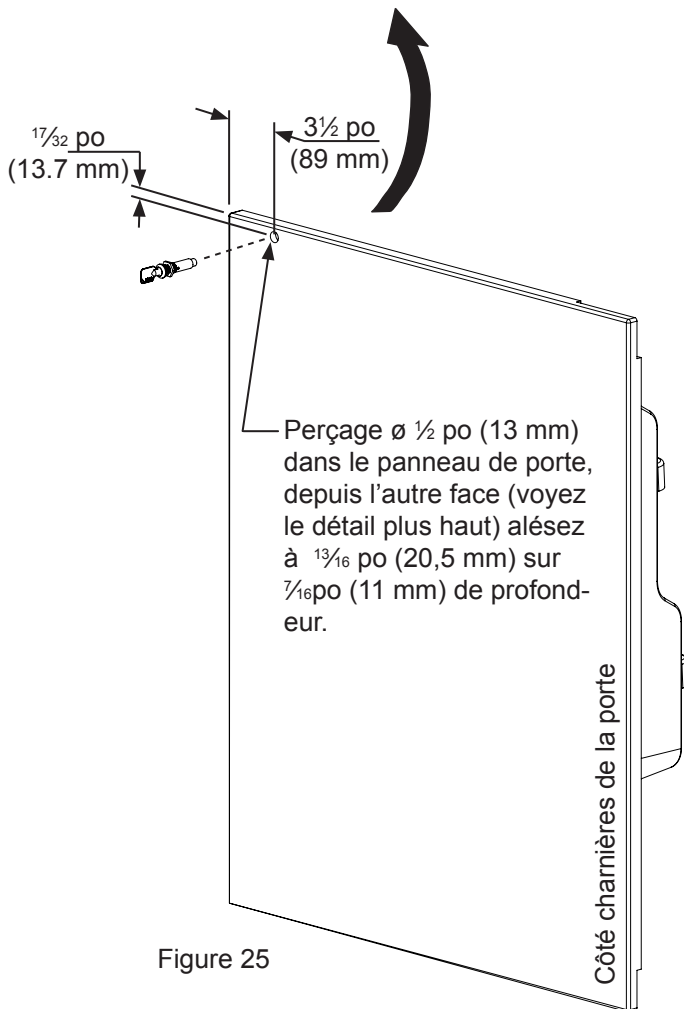 17/32 po
(13.7 mm)
3½ po
(89 mm)
Perçage ø ½ po (13 mm)
dans le panneau de porte,
depuis l’autre face (voyez
le détail plus haut) alésez
à 13/16 po (20,5 mm) sur
7/16po (11 mm) de profond-
eur.
Côté charnières de la porte
Figure 25